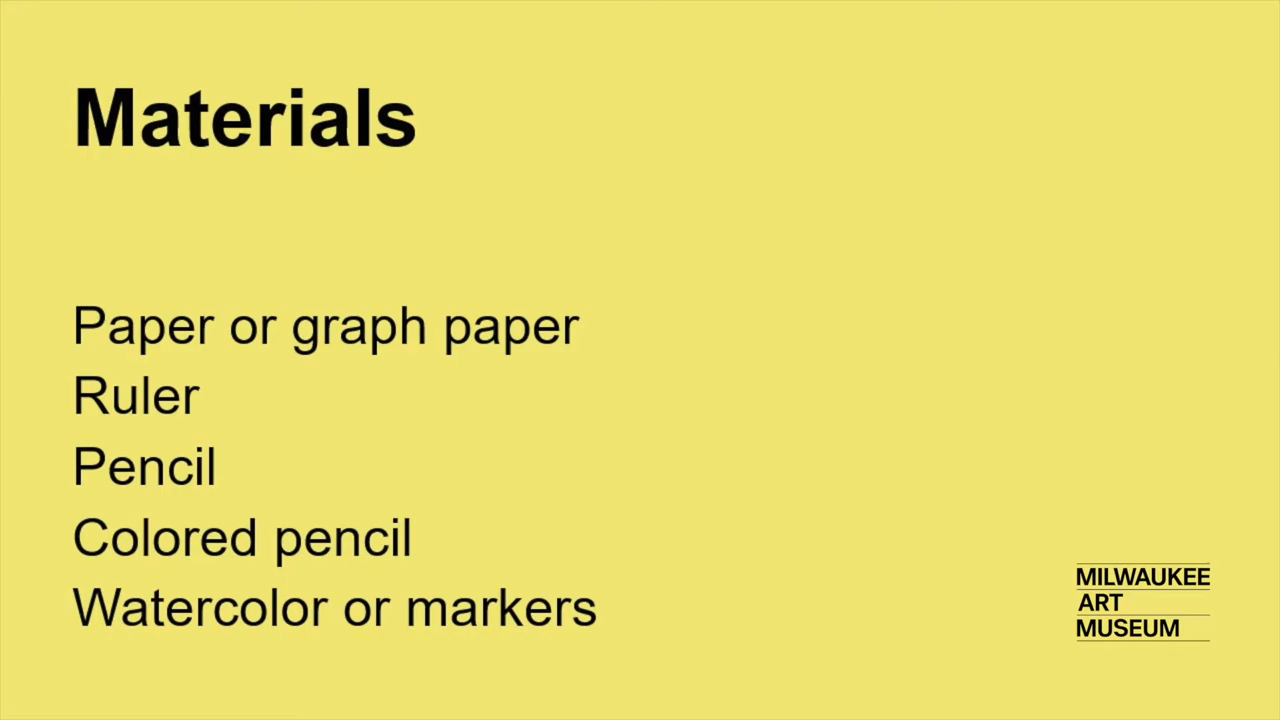 Materials
Paper or graph paper
Ruler
Pencil
Colored pencil
Watercolor or markers
MILWAUKEE
ART
MUSEUM